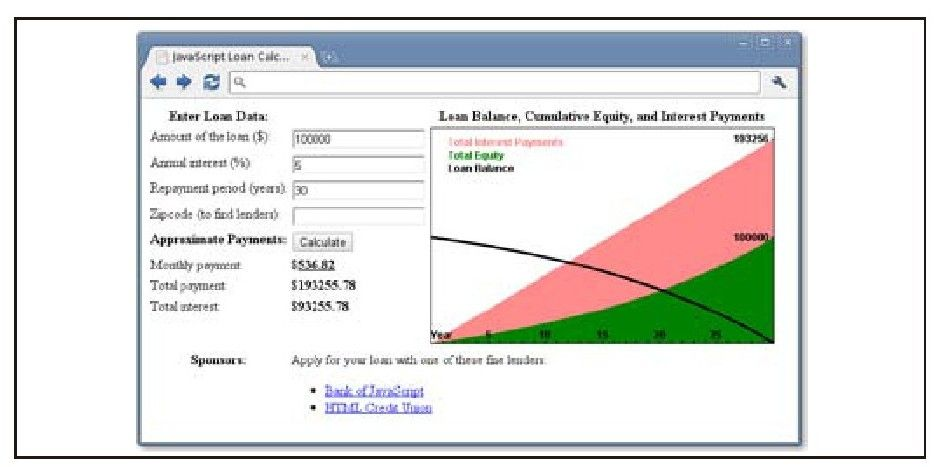 JavaScript Loan Calc...
Enter Loan Data:
Amount of the loan ($):
100000
Annual interest (%):
5
Repayment period (years):
30
Zipcode (to find lenders):
Approximate Payments:
Calculate
Monthly payment:
$536.82
Total payment:
$193255.78
Total interest:
$93255.78
Loan Balance, Cumulative Equity, and Interest Payments
Total Interest Payments
193256
Total Equity
Loan Balance
100000
Year 5 10 15 20 25
Sponsors:
Apply for your loan with one of these fine lenders:
Bank of JavaScript
HTML Credit Union